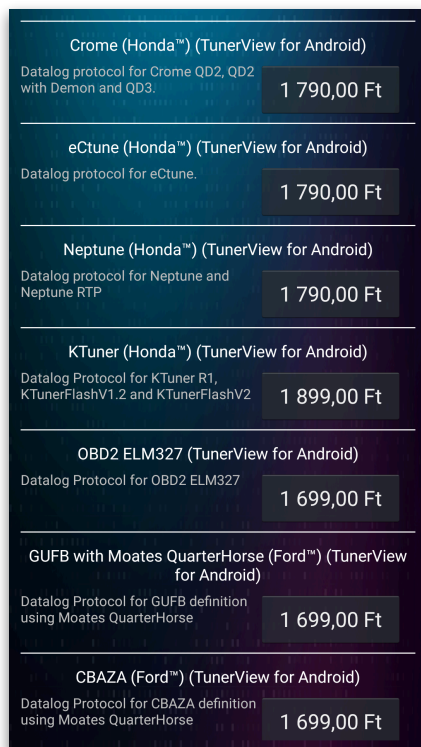 Crome (Honda™) (TunerView for Android)
Datalog protocol for Crome QD2, QD2
with Demon and QD3.
1 790,00 Ft
eCtune (Honda™) (TunerView for Android)
Datalog protocol for eCtune.
1 790,00 Ft
Neptune (Honda™) (TunerView for Android)
Datalog protocol for Neptune and
Neptune RTP
1 790,00 Ft
KTuner (Honda™) (TunerView for Android)
Datalog Protocol for KTuner R1,
KTunerFlashV1.2 and KTunerFlashV2
1 899,00 Ft
OBD2 ELM327 (TunerView for Android)
Datalog Protocol for OBD2 ELM327
1 699,00 Ft
GUFB with Moates QuarterHorse (Ford™) (TunerView
for Android)
Datalog Protocol for GUFB definition
using Moates QuarterHorse
1 699,00 Ft
CBAZA (Ford™) (TunerView for Android)
Datalog Protocol for CBAZA definition
using Moates QuarterHorse
1 699,00 Ft